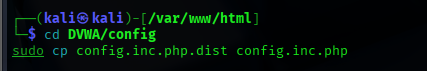 ┌──(kali㉿kali)-[/var/www/html]
└─$ cd DVWA/config
sudo cp config.inc.php.dist config.inc.php